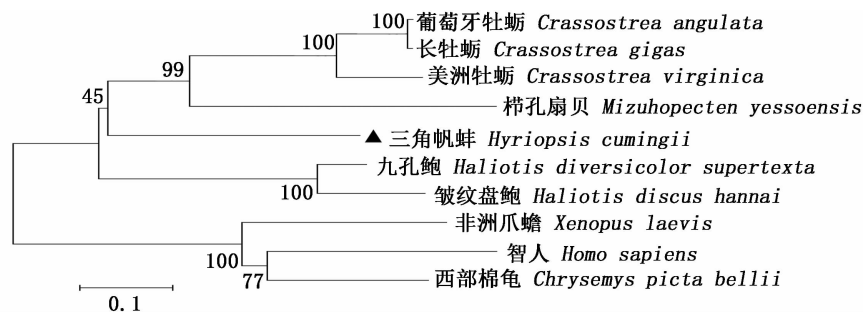 100
葡萄牙牡蛎 Crassostrea angulata
100
长牡蛎 Crassostrea gigas
99
美洲牡蛎 Crassostrea virginica
45
栉孔扇贝 Mizuhopecten yessoensis
▲ 三角帆蚌 Hyriopsis cumingii
九孔鲍 Haliotis diversicolor supertexta
100
皱纹盘鲍 Haliotis discus hannai
非洲爪蟾 Xenopus laevis
100
智人 Homo sapiens
77
西部棉龟 Chrysemys picta bellii
0.1